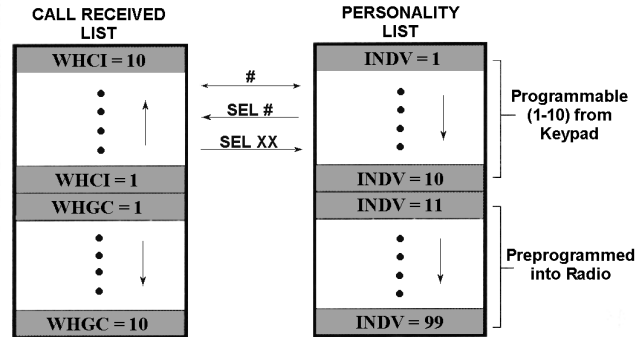 CALL RECEIVED
LIST
WHCI = 10
WHCI = 1
WHGC = 1
WHGC = 10
#
SEL #
SEL XX
PERSONALITY
LIST
INDV = 1
INDV = 10
INDV = 11
INDV = 99
Programmable
(1-10) from
Keypad
Preprogrammed
into Radio